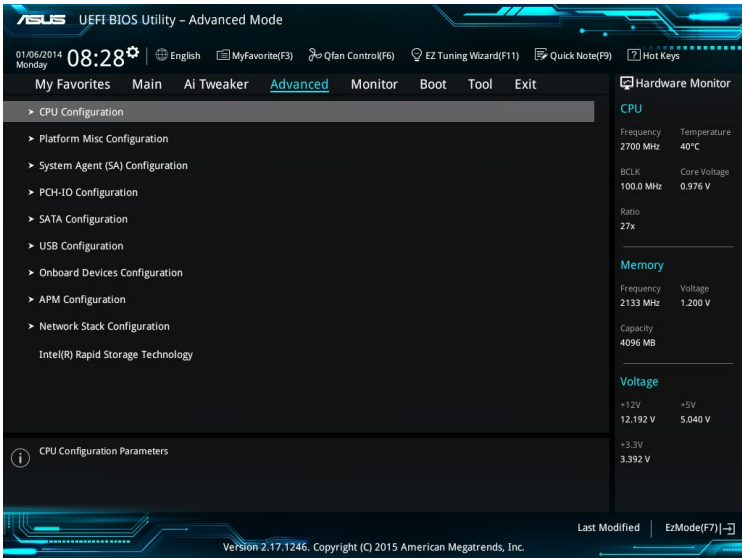 ASUS UEFI BIOS Utility – Advanced Mode
01/06/2014 Monday 08:28 English MyFavorite(F3) Qfan Control(F6) EZ Tuning Wizard(F11) Quick Note(F9) ? Hot Keys
My Favorites Main Ai Tweaker Advanced Monitor Boot Tool Exit
> CPU Configuration
> Platform Misc Configuration
> System Agent (SA) Configuration
> PCH-IO Configuration
> SATA Configuration
> USB Configuration
> Onboard Devices Configuration
> APM Configuration
> Network Stack Configuration
Intel(R) Rapid Storage Technology
i CPU Configuration Parameters
Hardware Monitor
CPU
Frequency Temperature
2700 MHz 40°C
BCLK Core Voltage
100.0 MHz 0.976 V
Ratio
27x
Memory
Frequency Voltage
2133 MHz 1.200 V
Capacity
4096 MB
Voltage
+12V +5V
12.192 V 5.040 V
+3.3V
3.392 V
Last Modified EzMode(F7)
Version 2.17.1246. Copyright (C) 2015 American Megatrends, Inc.